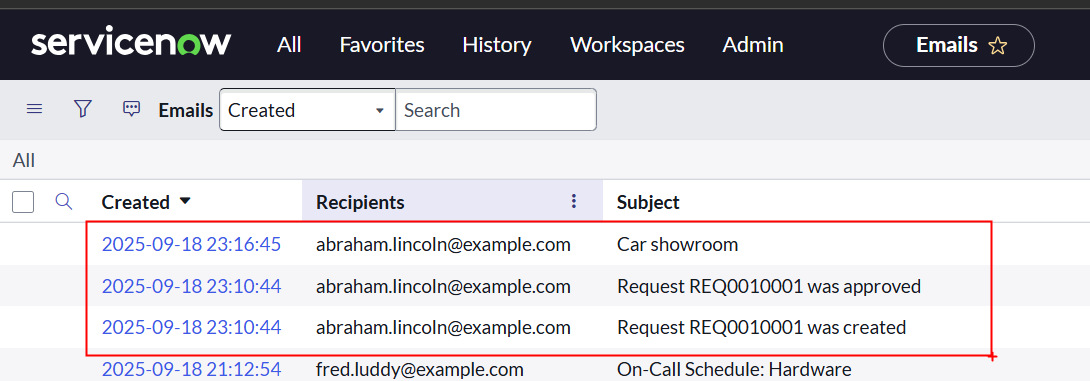 servicenow All Favorites History Workspaces Admin Emails
Emails Created Search
All
Created Recipients Subject
2025-09-18 23:16:45 abraham.lincoln@example.com Car showroom
2025-09-18 23:10:44 abraham.lincoln@example.com Request REQ0010001 was approved
2025-09-18 23:10:44 abraham.lincoln@example.com Request REQ0010001 was created
2025-09-18 21:12:54 fred.luddy@example.com On-Call Schedule: Hardware